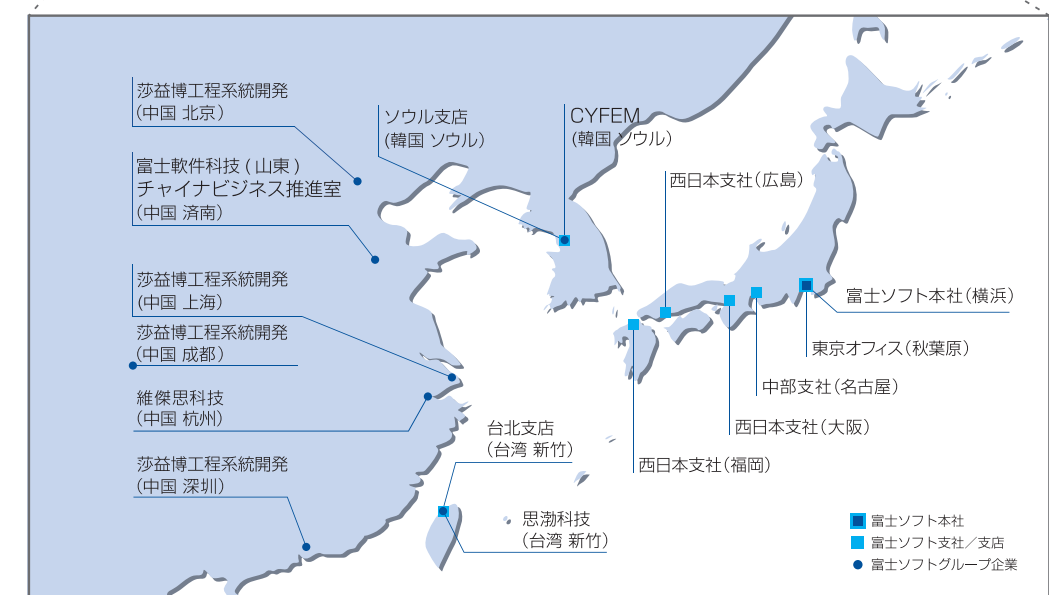 莎益博工程系統開発
(中国 北京)
富士軟件科技(山東)
チャイナビジネス推進室
(中国 済南)
莎益博工程系統開発
(中国 上海)
莎益博工程系統開発
(中国 成都)
維傑思科技
(中国 杭州)
莎益博工程系統開発
(中国 深圳)
ソウル支店
(韓国 ソウル)
CYFEM
(韓国 ソウル)
西日本支社(広島)
富士ソフト本社(横浜)
東京オフィス(秋葉原)
中部支社(名古屋)
西日本支社(大阪)
西日本支社(福岡)
台北支店
(台湾 新竹)
思渤科技
(台湾 新竹)
富士ソフト本社
富士ソフト支社／支店
富士ソフトグループ企業